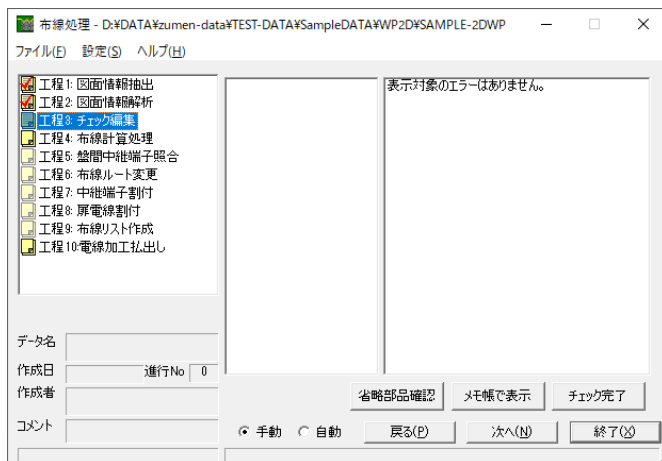 布線処理 - D:¥DATA¥zumen-data¥TEST-DATA¥SampleDATA¥WP2D¥SAMPLE-2DWP
ファイル(F) 設定(S) ヘルプ(H)
工程1: 図面情報抽出
工程2: 図面情報解析
工程3: チェック編集
工程4: 布線計算処理
工程5: 盤間中継端子照合
工程6: 布線ルート変更
工程7: 中継端子割付
工程8: 扉電線割付
工程9: 布線リスト作成
工程10:電線加工払出し
表示対象のエラーはありません。
データ名
作成日 進行No 0
作成者
コメント
省略部品確認 メモ帳で表示 チェック完了
手動 自動 戻る(P) 次へ(N) 終了(X)